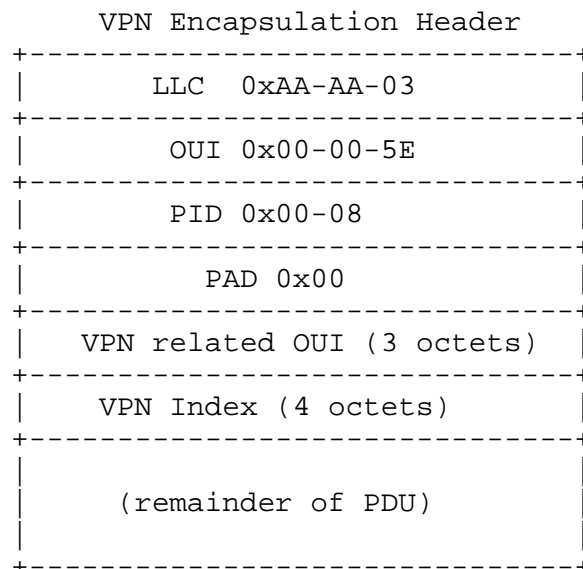 VPN Encapsulation Header
+-------------------------------+
| LLC 0xAA-AA-03 |
+-------------------------------+
| OUI 0x00-00-5E |
+-------------------------------+
| PID 0x00-08 |
+-------------------------------+
| PAD 0x00 |
+-------------------------------+
| VPN related OUI (3 octets) |
+-------------------------------+
| VPN Index (4 octets) |
+-------------------------------+
| |
| (remainder of PDU) |
| |
+-------------------------------+